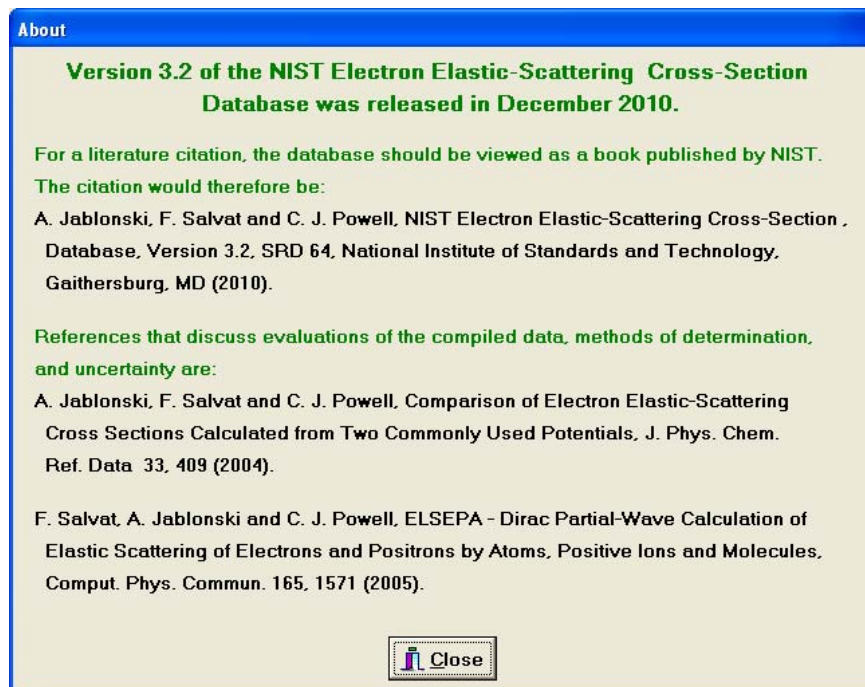 About
Version 3.2 of the NIST Electron Elastic-Scattering Cross-Section
Database was released in December 2010.
For a literature citation, the database should be viewed as a book published by NIST.
The citation would therefore be:
A. Jablonski, F. Salvat and C. J. Powell, NIST Electron Elastic-Scattering Cross-Section ,
Database, Version 3.2, SRD 64, National Institute of Standards and Technology,
Gaithersburg, MD (2010).
References that discuss evaluations of the compiled data, methods of determination,
and uncertainty are:
A. Jablonski, F. Salvat and C. J. Powell, Comparison of Electron Elastic-Scattering
Cross Sections Calculated from Two Commonly Used Potentials, J. Phys. Chem.
Ref. Data 33, 409 (2004).
F. Salvat, A. Jablonski and C. J. Powell, ELSEPA - Dirac Partial-Wave Calculation of
Elastic Scattering of Electrons and Positrons by Atoms, Positive Ions and Molecules,
Comput. Phys. Commun. 165, 1571 (2005).
Close